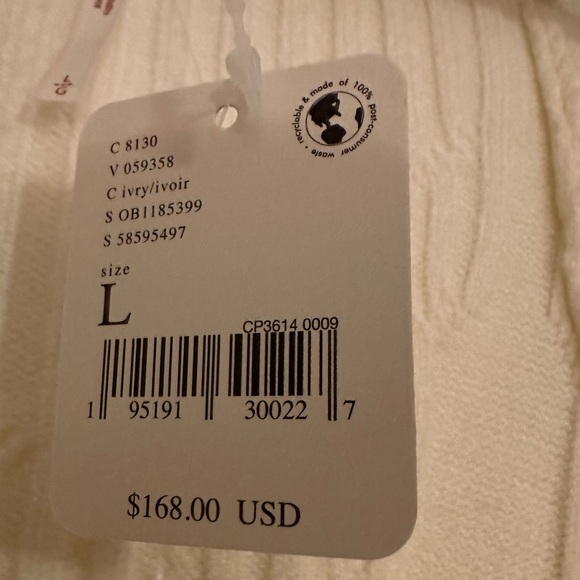 L/G
recyclable & made of 100% post-consumer waste •
C 8130
V 059358
C ivry/ivoir
S OB1185399
S 58595497
size
L
CP3614 0009
1 95191 30022 7
$168.00 USD